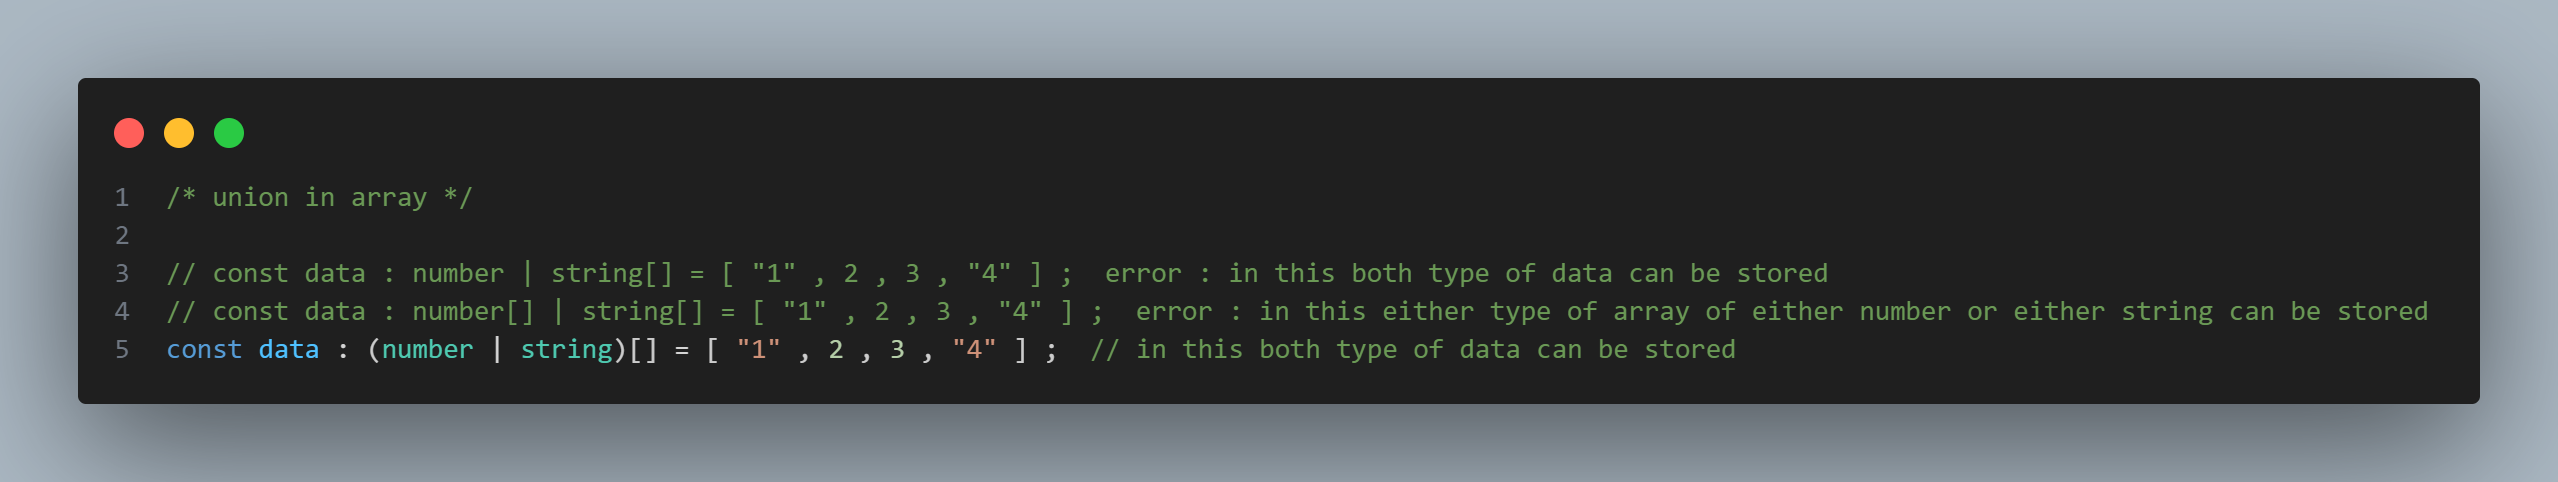 1 /* union in array */
2
3 // const data : number | string[] = [ "1" , 2 , 3 , "4" ] ;  error : in this both type of data can be stored
4 // const data : number[] | string[] = [ "1" , 2 , 3 , "4" ] ;  error : in this either type of array of either number or either string can be stored
5 const data : (number | string)[] = [ "1" , 2 , 3 , "4" ] ;  // in this both type of data can be stored